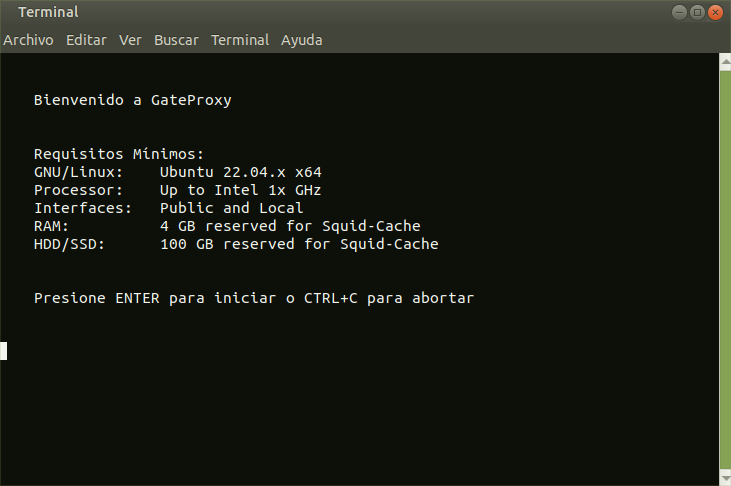 Terminal
Archivo Editar Ver Buscar Terminal Ayuda
Bienvenido a GateProxy
Requisitos Mínimos:
GNU/Linux: Ubuntu 22.04.x x64
Processor: Up to Intel 1x GHz
Interfaces: Public and Local
RAM: 4 GB reserved for Squid-Cache
HDD/SSD: 100 GB reserved for Squid-Cache
Presione ENTER para iniciar o CTRL+C para abortar